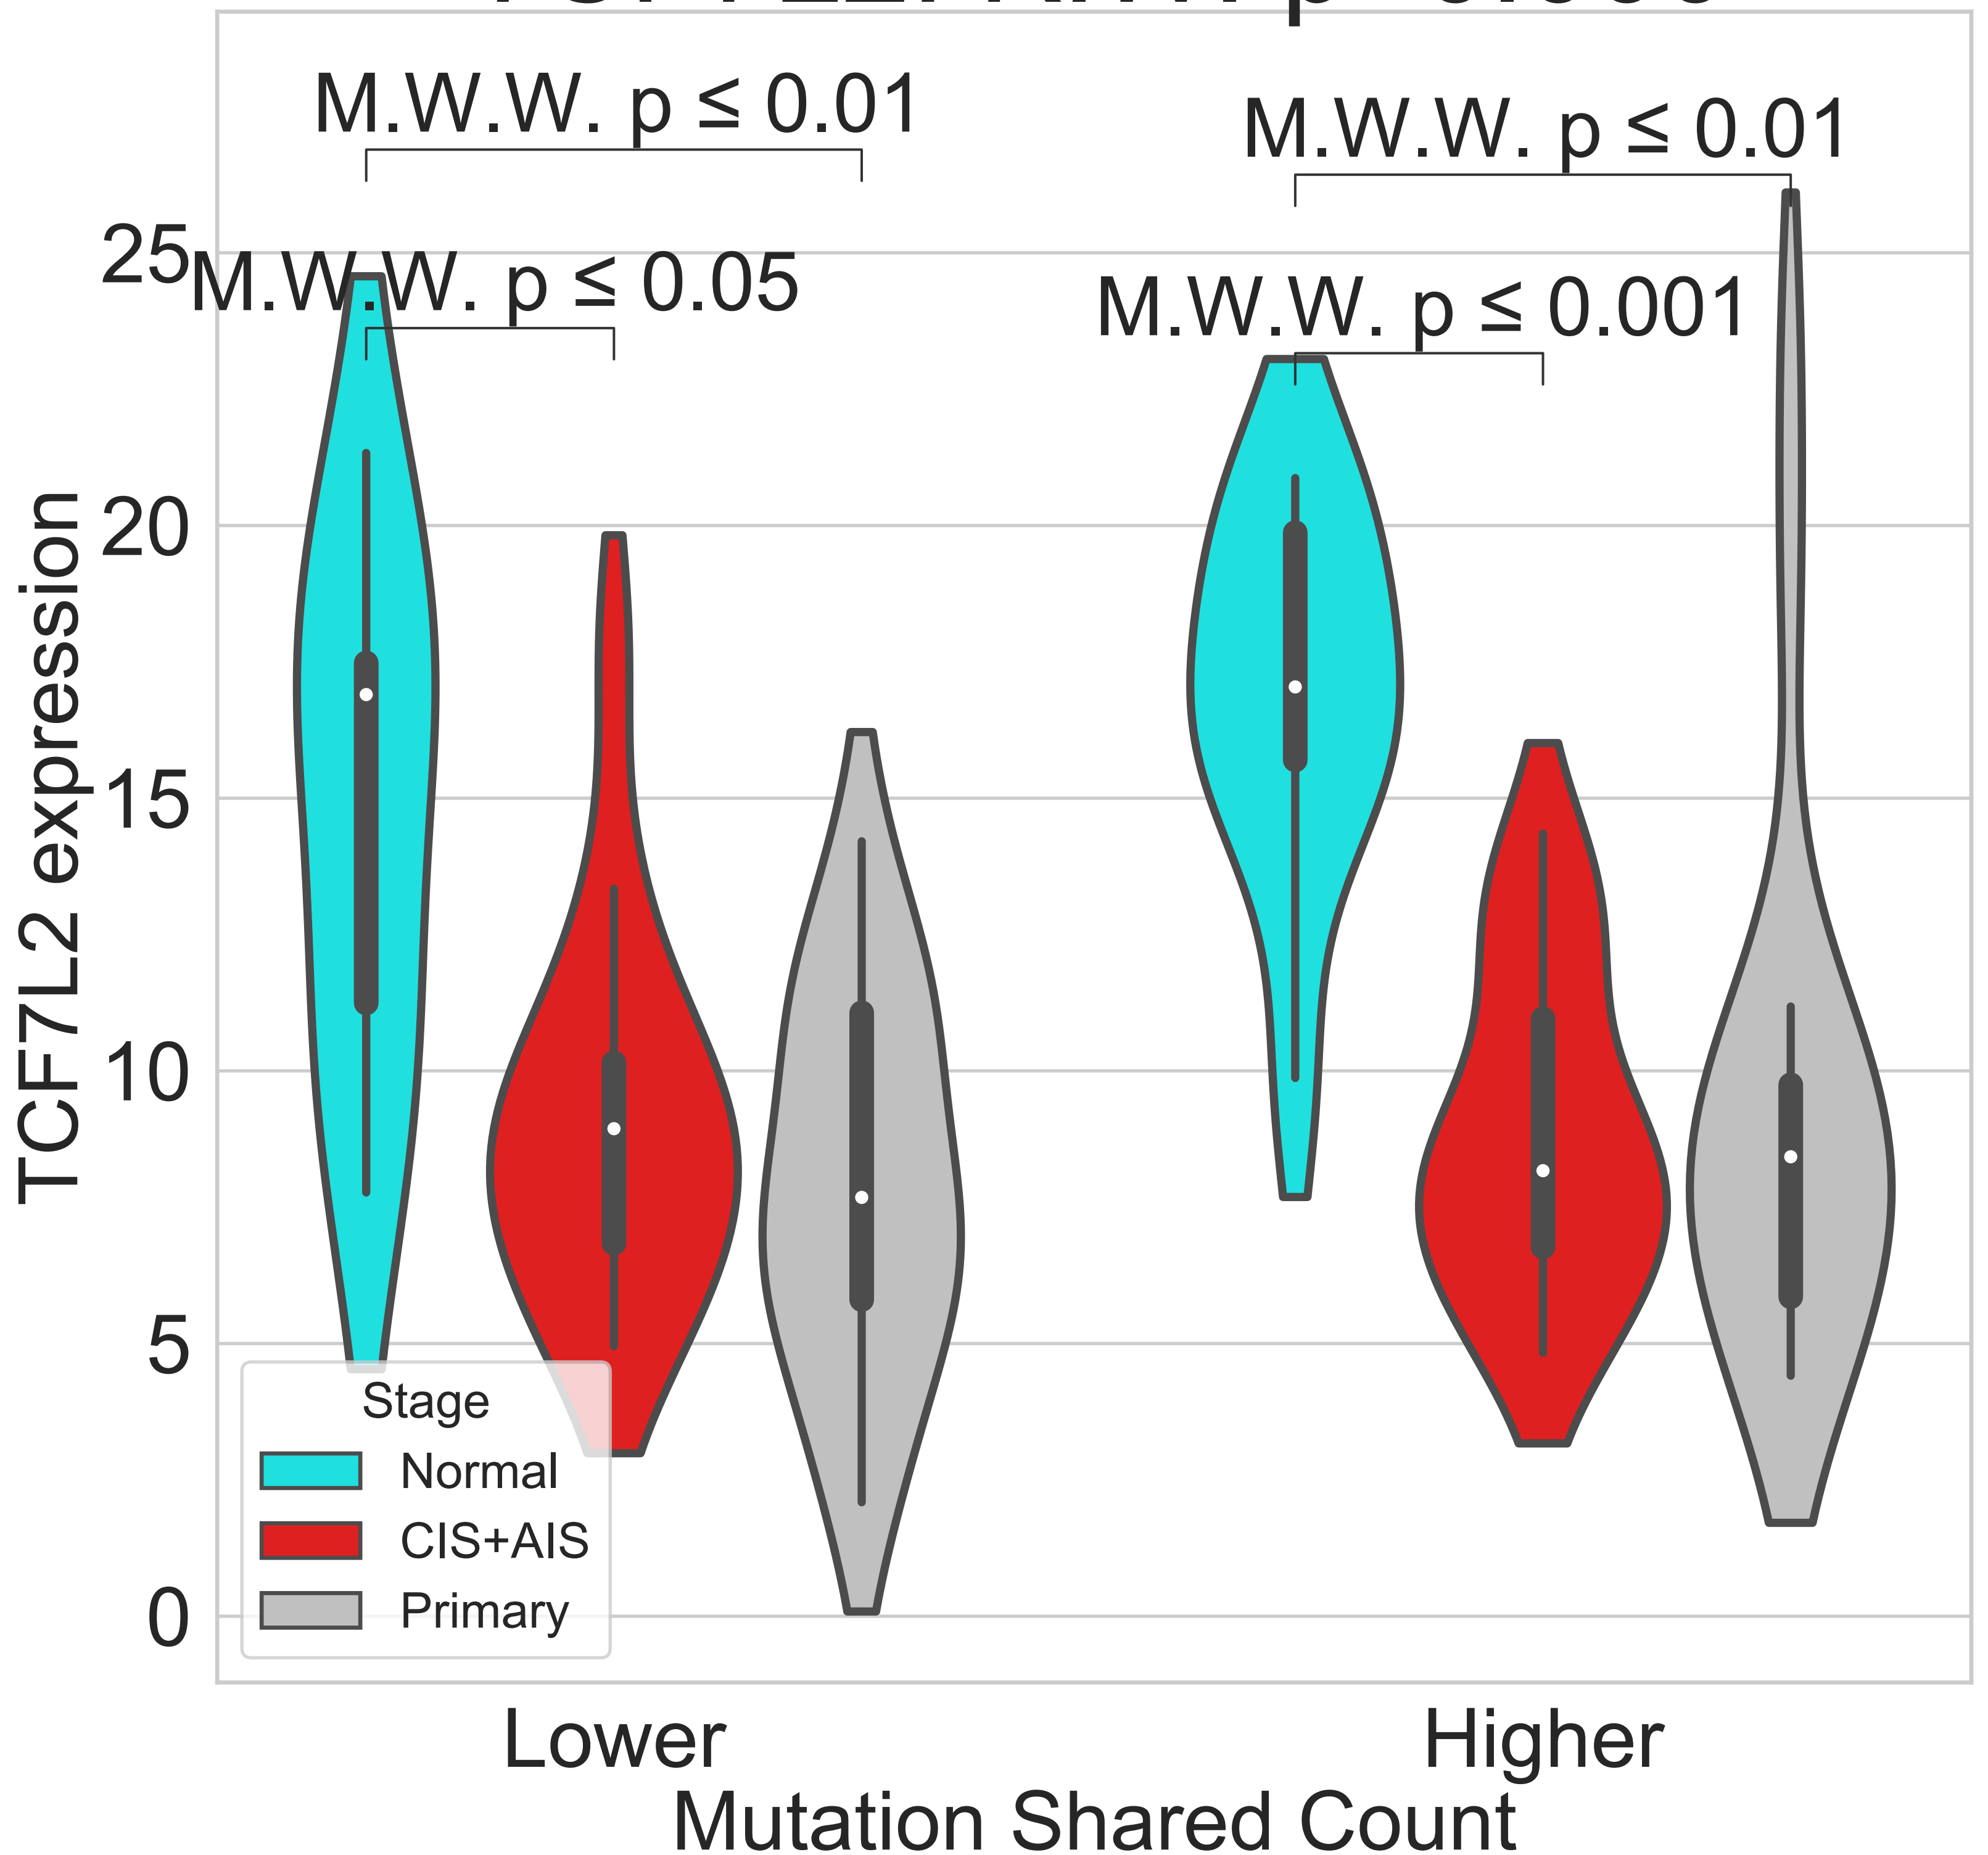 M.W.W. p ≤ 0.01
M.W.W. p ≤ 0.01
M.W.W. p ≤ 0.05
M.W.W. p ≤ 0.001
25
20
15
10
5
0
TCF7L2 expression
Stage
Normal
CIS+AIS
Primary
Lower
Higher
Mutation Shared Count